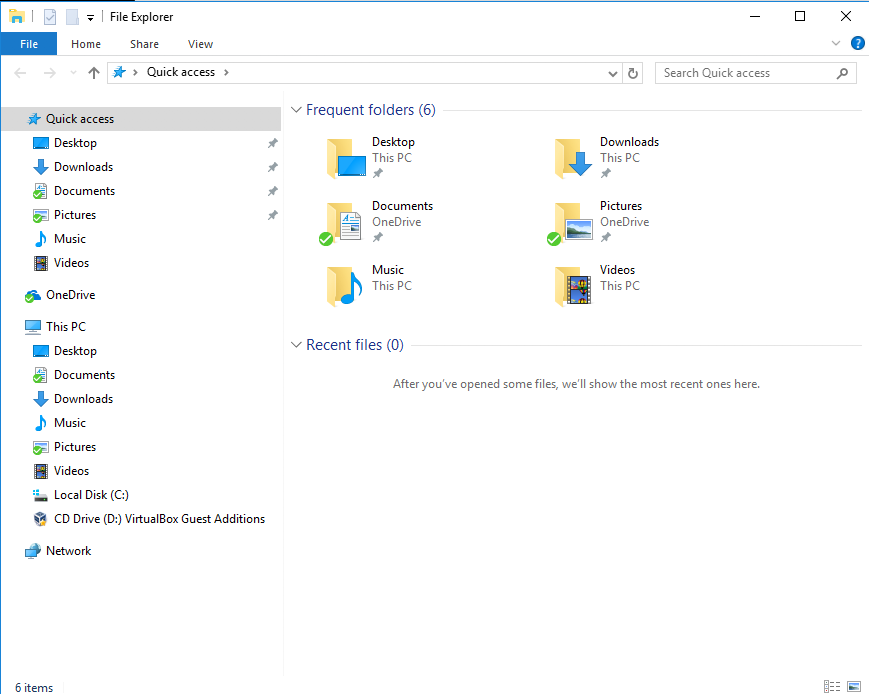 File Explorer
File Home Share View
Quick access
Search Quick access
Quick access
Desktop
Downloads
Documents
Pictures
Music
Videos
OneDrive
This PC
Desktop
Documents
Downloads
Music
Pictures
Videos
Local Disk (C:)
CD Drive (D:) VirtualBox Guest Additions
Network
Frequent folders (6)
Desktop
This PC
Downloads
This PC
Documents
OneDrive
Pictures
OneDrive
Music
This PC
Videos
This PC
Recent files (0)
After you've opened some files, we'll show the most recent ones here.
6 items